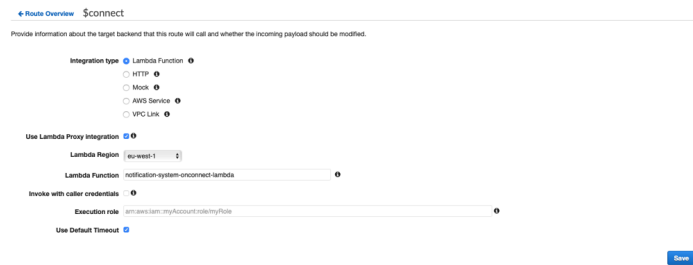 ← Route Overview $connect
Provide information about the target backend that this route will call and whether the incoming payload should be modified.
Integration type Lambda Function
HTTP
Mock
AWS Service
VPC Link
Use Lambda Proxy integration
Lambda Region eu-west-1
Lambda Function notification-system-onconnect-lambda
Invoke with caller credentials
Execution role arn:aws:iam::myAccount:role/myRole
Use Default Timeout
Save